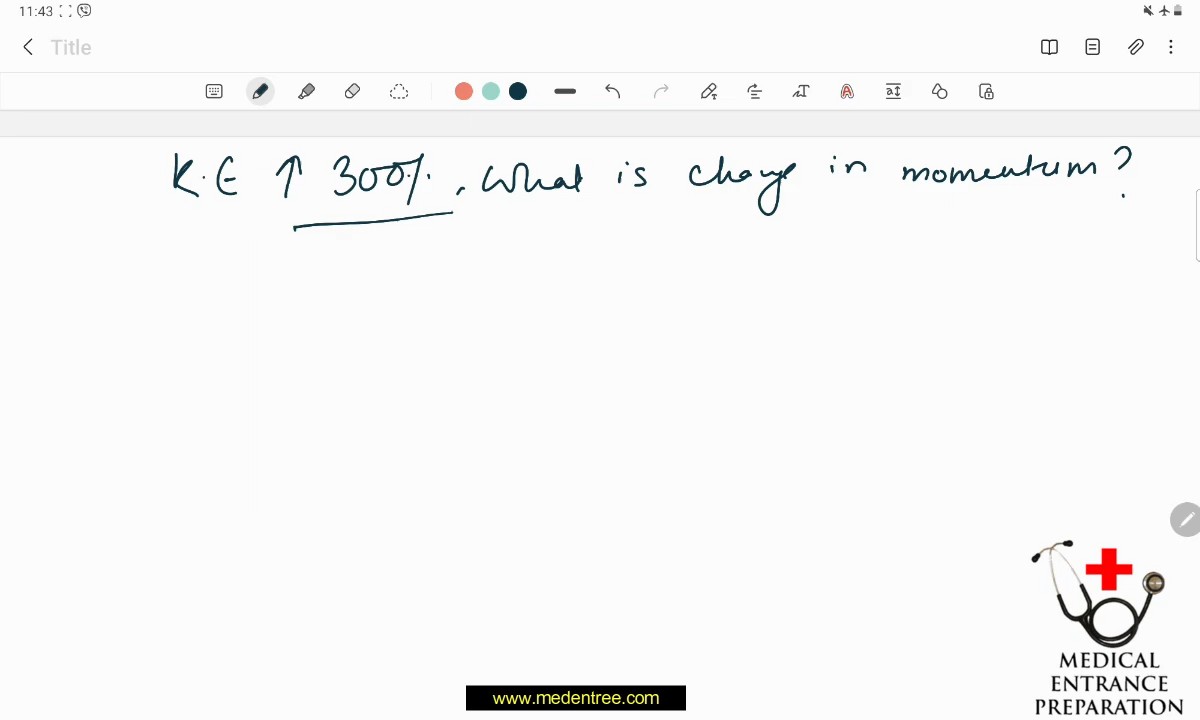 11:43
Title
K.E ↑ 300%, What is change in momentum?
www.medentree.com
MEDICAL
ENTRANCE
PREPARATION